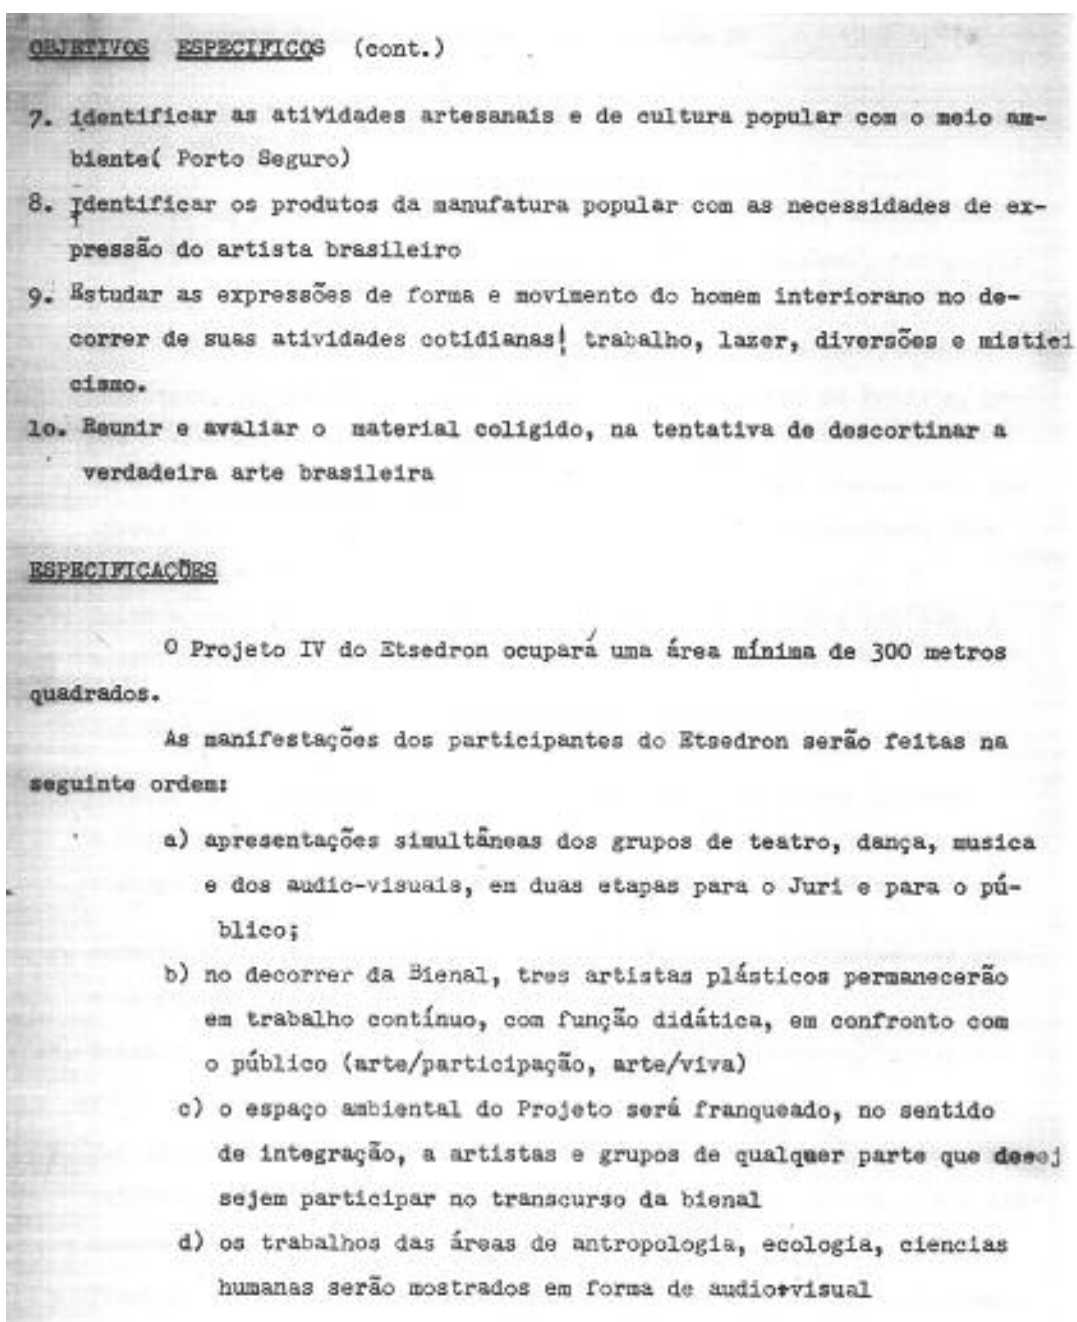 OBJETIVOS ESPECIFICOS (cont.)
7. identificar as atividades artesanais e de cultura popular com o meio am-
biente( Porto Seguro)
8. Identificar os produtos da manufatura popular com as necessidades de ex-
pressão do artista brasileiro
9. Estudar as expressões de forma e movimento do homem interiorano no de-
correr de suas atividades cotidianas! trabalho, lazer, diversões e mistici
cismo.
1o. Reunir e avaliar o material coligido, na tentativa de descortinar a
verdadeira arte brasileira
ESPECIFICAÇÕES
O Projeto IV do Etsedron ocupará uma área mínima de 300 metros
quadrados.
As manifestações dos participantes do Etsedron serão feitas na
seguinte ordem:
a) apresentações simultâneas dos grupos de teatro, dança, musica
e dos audio-visuais, em duas etapas para o Juri e para o pú-
blico;
b) no decorrer da Bienal, tres artistas plásticos permanecerão
em trabalho contínuo, com função didática, em confronto com
o público (arte/participação, arte/viva)
c) o espaço ambiental do Projeto será franqueado, no sentido
de integração, a artistas e grupos de qualquer parte que desej
sejem participar no transcurso da bienal
d) os trabalhos das áreas de antropologia, ecologia, ciencias
humanas serão mostrados em forma de audio+visual